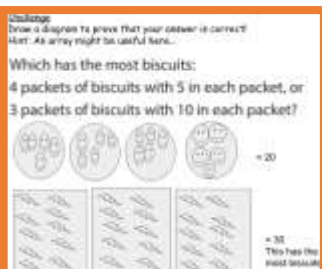 Challenge
Draw a diagram to prove that your answer is correct!
Hint: An array might be useful here...
Which has the most biscuits:
4 packets of biscuits with 5 in each packet, or
3 packets of biscuits with 10 in each packet?
= 20
= 30
This has the
most biscuits